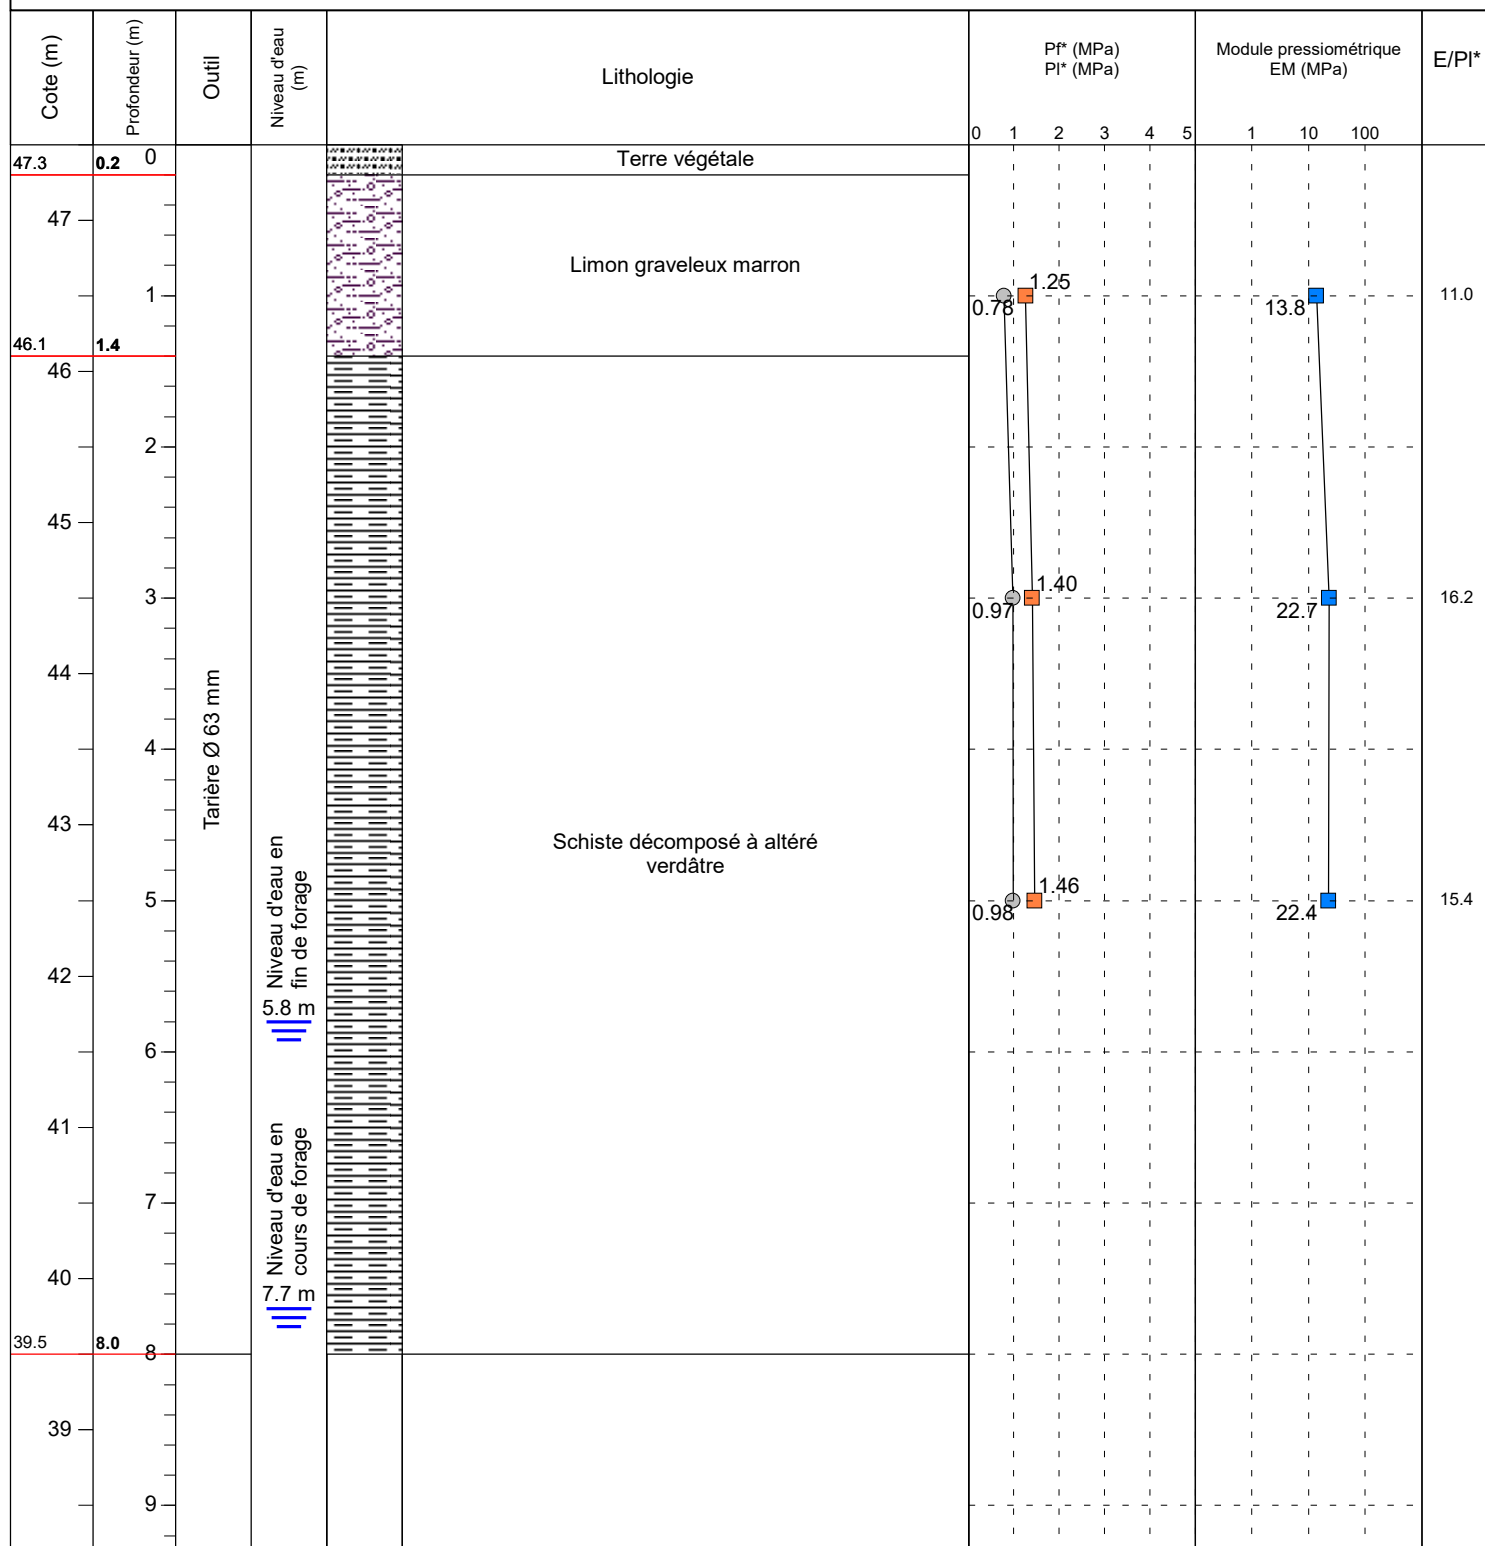 Cote (m)
Profondeur (m)
Outil
Niveau d'eau
(m)
Lithologie
Pf* (MPa)
Pl* (MPa)
Module pressiométrique
EM (MPa)
E/Pl*
0 1 2 3 4 5
1 10 100
47.3 0.2 0
Terre végétale
47
Limon graveleux marron
1
1.25
0.78
13.8
11.0
46.1 1.4
46
2
45
3
1.40
0.97
22.7
16.2
44
Tarière Ø 63 mm
4
43
Schiste décomposé à altéré
verdâtre
Niveau d'eau en
fin de forage
5.8 m
5
1.46
0.98
22.4
15.4
42
6
41
Niveau d'eau en
cours de forage
7.7 m
7
40
39.5 8.0
8
39
9